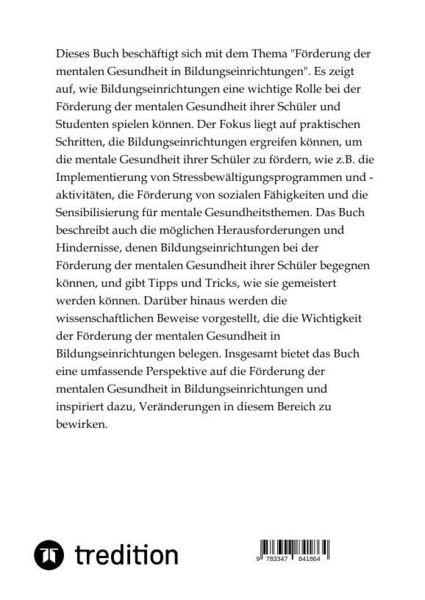 Dieses Buch beschäftigt sich mit dem Thema "Förderung der
mentalen Gesundheit in Bildungseinrichtungen". Es zeigt
auf, wie Bildungseinrichtungen eine wichtige Rolle bei der
Förderung der mentalen Gesundheit ihrer Schüler und
Studenten spielen können. Der Fokus liegt auf praktischen
Schritten, die Bildungseinrichtungen ergreifen können, um
die mentale Gesundheit ihrer Schüler zu fördern, wie z.B. die
Implementierung von Stressbewältigungsprogrammen und -
aktivitäten, die Förderung von sozialen Fähigkeiten und die
Sensibilisierung für mentale Gesundheitsthemen. Das Buch
beschreibt auch die möglichen Herausforderungen und
Hindernisse, denen Bildungseinrichtungen bei der
Förderung der mentalen Gesundheit ihrer Schüler begegnen
können, und gibt Tipps und Tricks, wie sie gemeistert
werden können. Darüber hinaus werden die
wissenschaftlichen Beweise vorgestellt, die die Wichtigkeit
der Förderung der mentalen Gesundheit in
Bildungseinrichtungen belegen. Insgesamt bietet das Buch
eine umfassende Perspektive auf die Förderung der
mentalen Gesundheit in Bildungseinrichtungen und
inspiriert dazu, Veränderungen in diesem Bereich zu
bewirken.
tredition
9 783347 841864